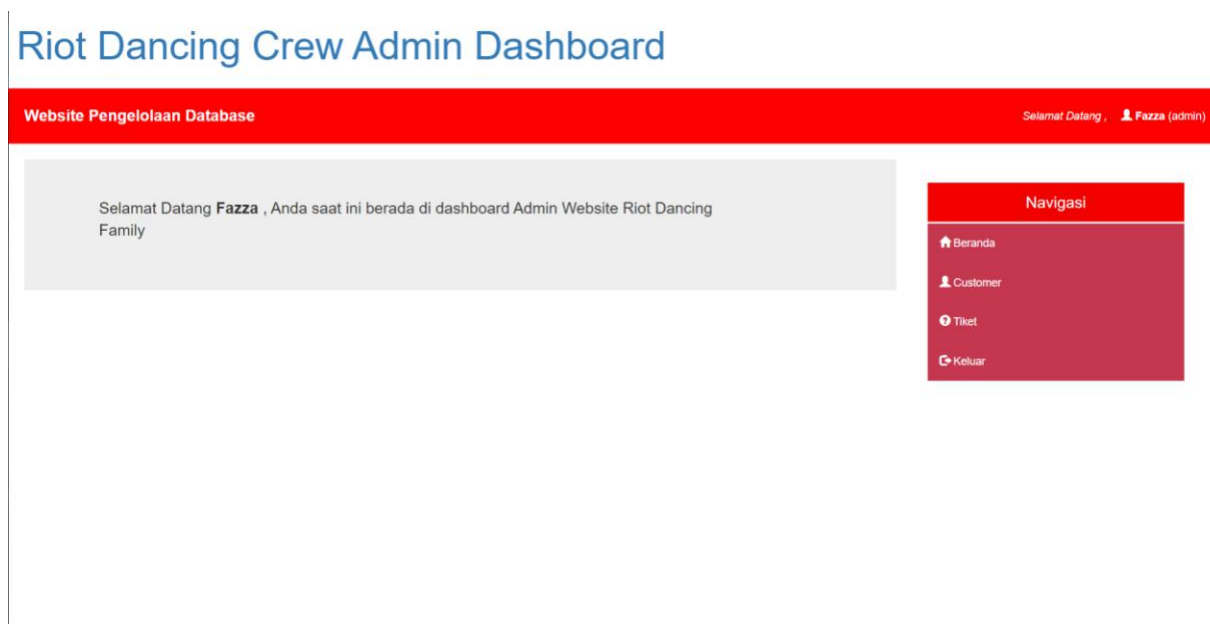 Riot Dancing Crew Admin Dashboard
Website Pengelolaan Database
Selamat Datang , Fazza (admin)
Selamat Datang Fazza , Anda saat ini berada di dashboard Admin Website Riot Dancing
Family
Navigasi
Beranda
Customer
Tiket
Keluar